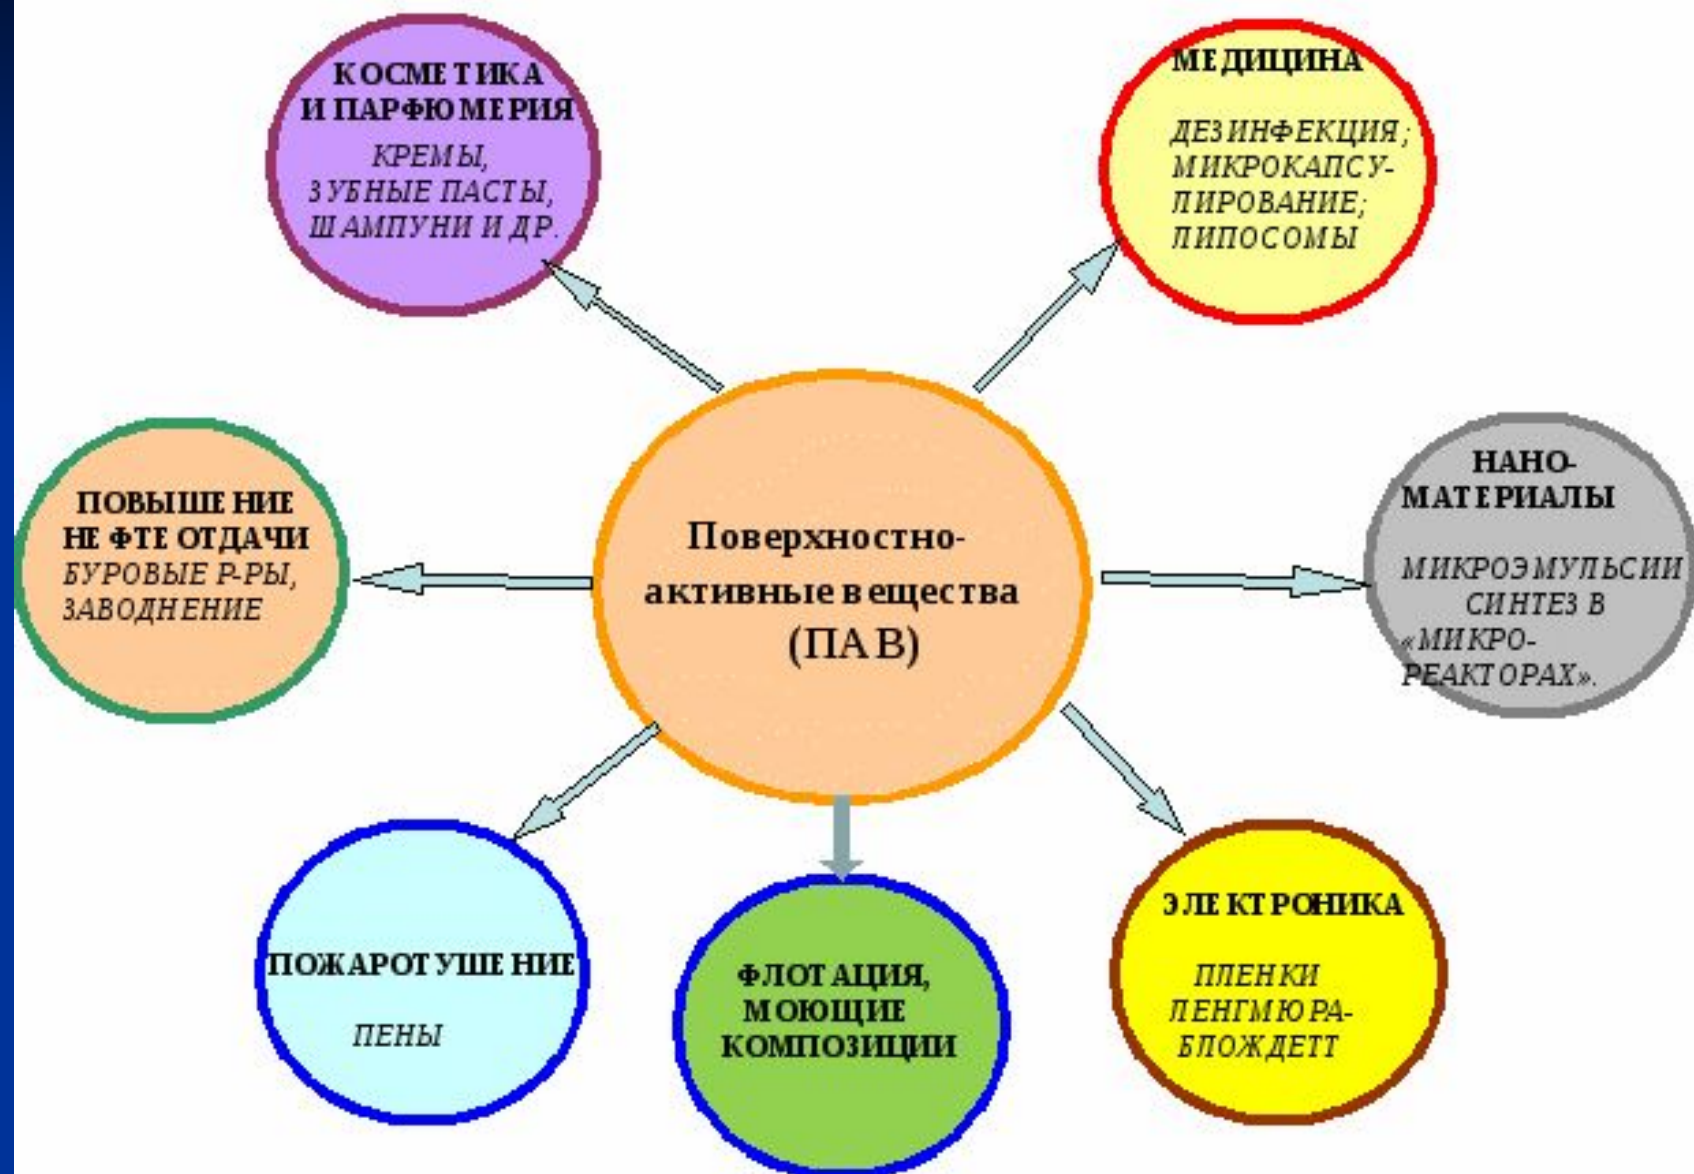 КОСМЕТИКА
И ПАРФЮМЕРИЯ
КРЕМЫ,
ЗУБНЫЕ ПАСТЫ,
ШАМПУНИ И ДР.
МЕДИЦИНА
ДЕЗИНФЕКЦИЯ;
МИКРОКАПСУ-
ЛИРОВАНИЕ;
ЛИПОСОМЫ
ПОВЫШЕНИЕ
НЕФТЕОТДАЧИ
БУРОВЫЕ Р-РЫ,
ЗАВОДНЕНИЕ
Поверхностно-
активные вещества
(ПАВ)
НАНО-
МАТЕРИАЛЫ
МИКРОЭМУЛЬСИИ
СИНТЕЗ В
«МИКРО-
РЕАКТОРАХ».
ПОЖАРОТУШЕНИЕ
ПЕНЫ
ФЛОТАЦИЯ,
МОЮЩИЕ
КОМПОЗИЦИИ
ЭЛЕКТРОНИКА
ПЛЕНКИ
ЛЕНГМЮРА-
БЛОЖДЕТТ